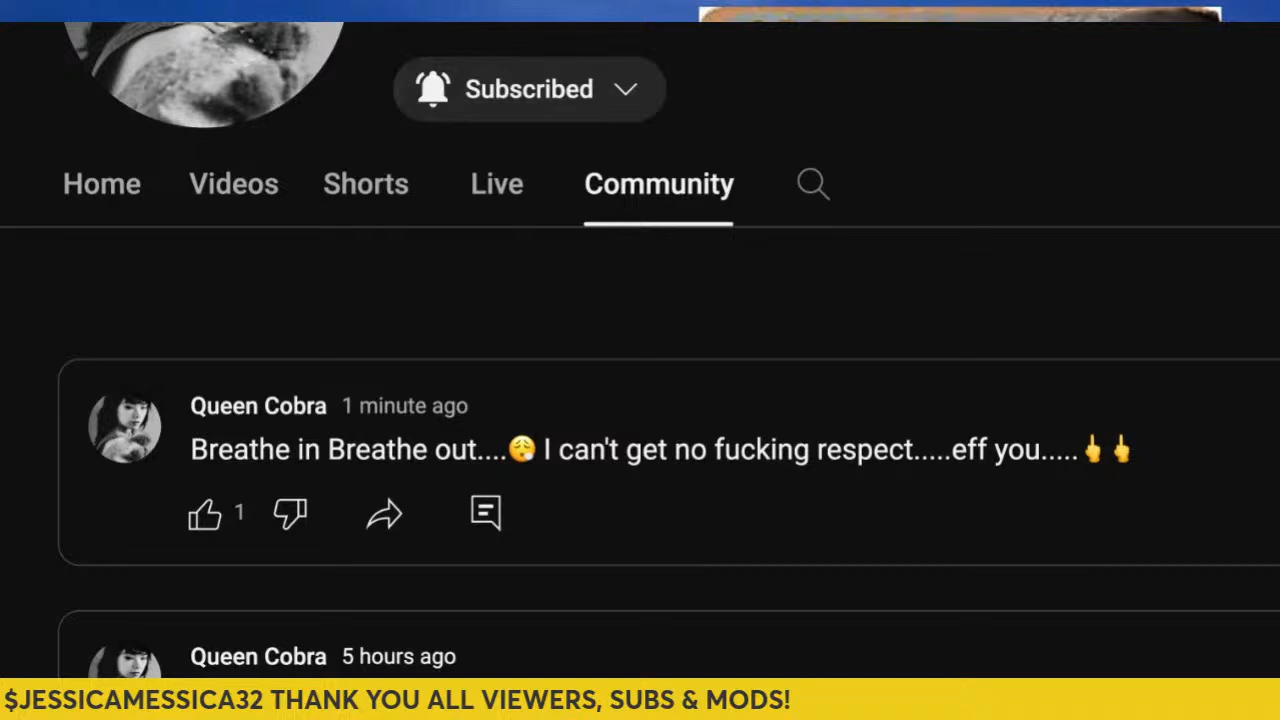 Subscribed
Home Videos Shorts Live Community
Queen Cobra 1 minute ago
Breathe in Breathe out....😮‍💨 I can't get no fucking respect.....eff you.....🖕🖕
1
Queen Cobra 5 hours ago
$JESSICAMESSICA32 THANK YOU ALL VIEWERS, SUBS & MODS!